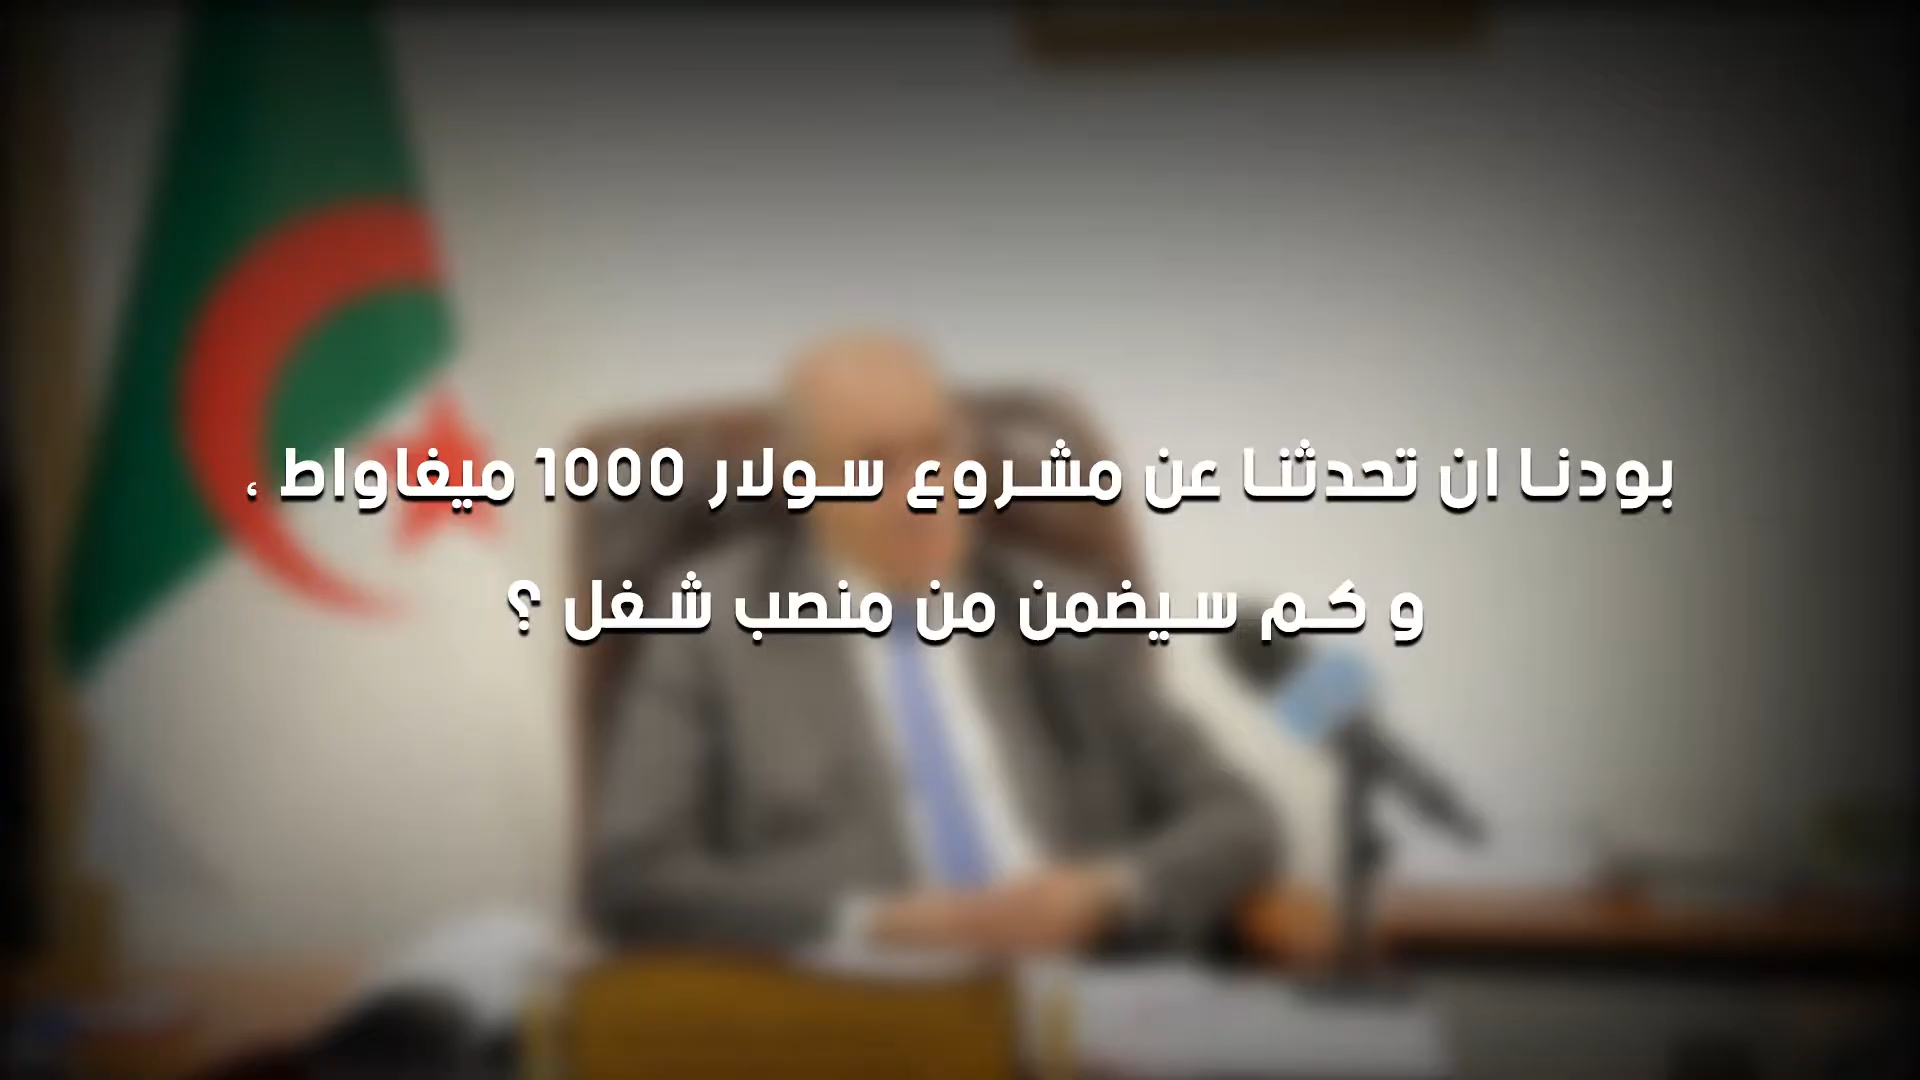 بودنا ان تحدثنا عن مشروع سولار 1000 ميغاواط ،
و كم سيضمن من منصب شغل ؟